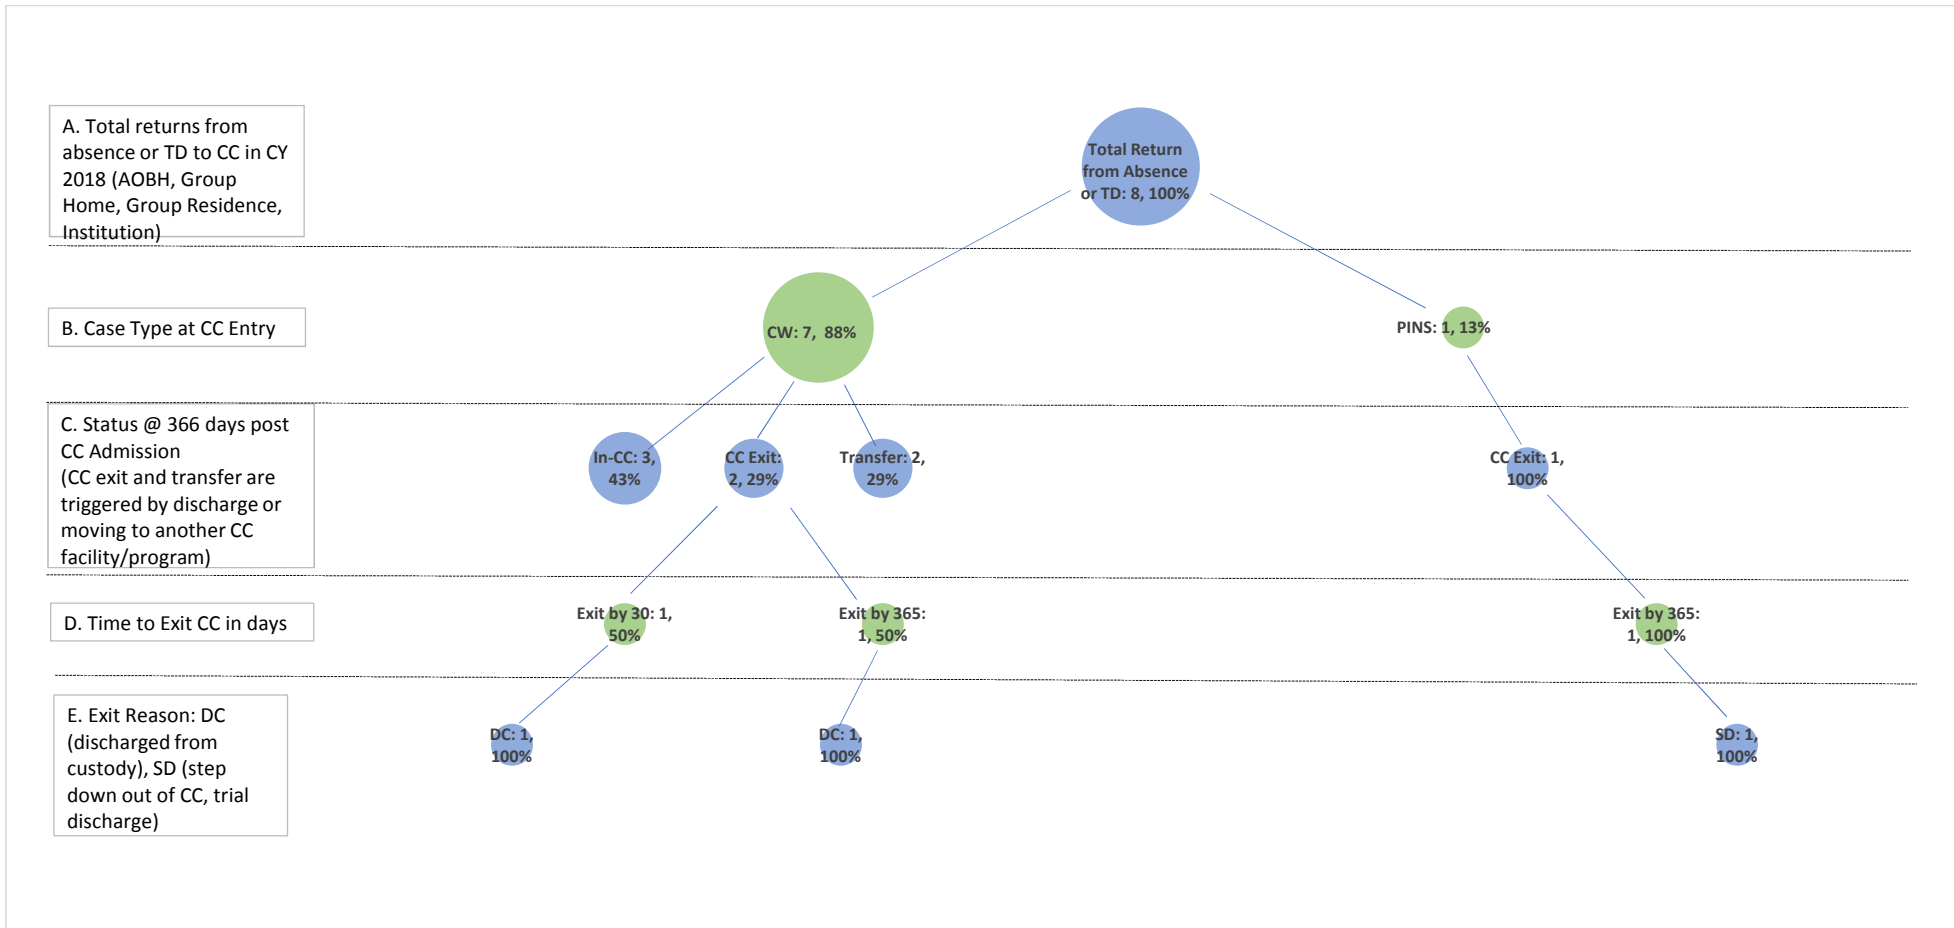 A. Total returns from
absence or TD to CC in CY
2018 (AOBH, Group
Home, Group Residence,
Institution)
Total Return
from Absence
or TD: 8, 100%
B. Case Type at CC Entry
CW: 7,  88%
PINS: 1, 13%
C. Status @ 366 days post
CC Admission
(CC exit and transfer are
triggered by discharge or
moving to another CC
facility/program)
In-CC: 3,
43%
CC Exit:
2, 29%
Transfer: 2,
29%
CC Exit: 1,
100%
D. Time to Exit CC in days
Exit by 30: 1,
50%
Exit by 365:
1, 50%
Exit by 365:
1, 100%
E. Exit Reason: DC
(discharged from
custody), SD (step
down out of CC, trial
discharge)
DC: 1,
100%
DC: 1,
100%
SD: 1,
100%